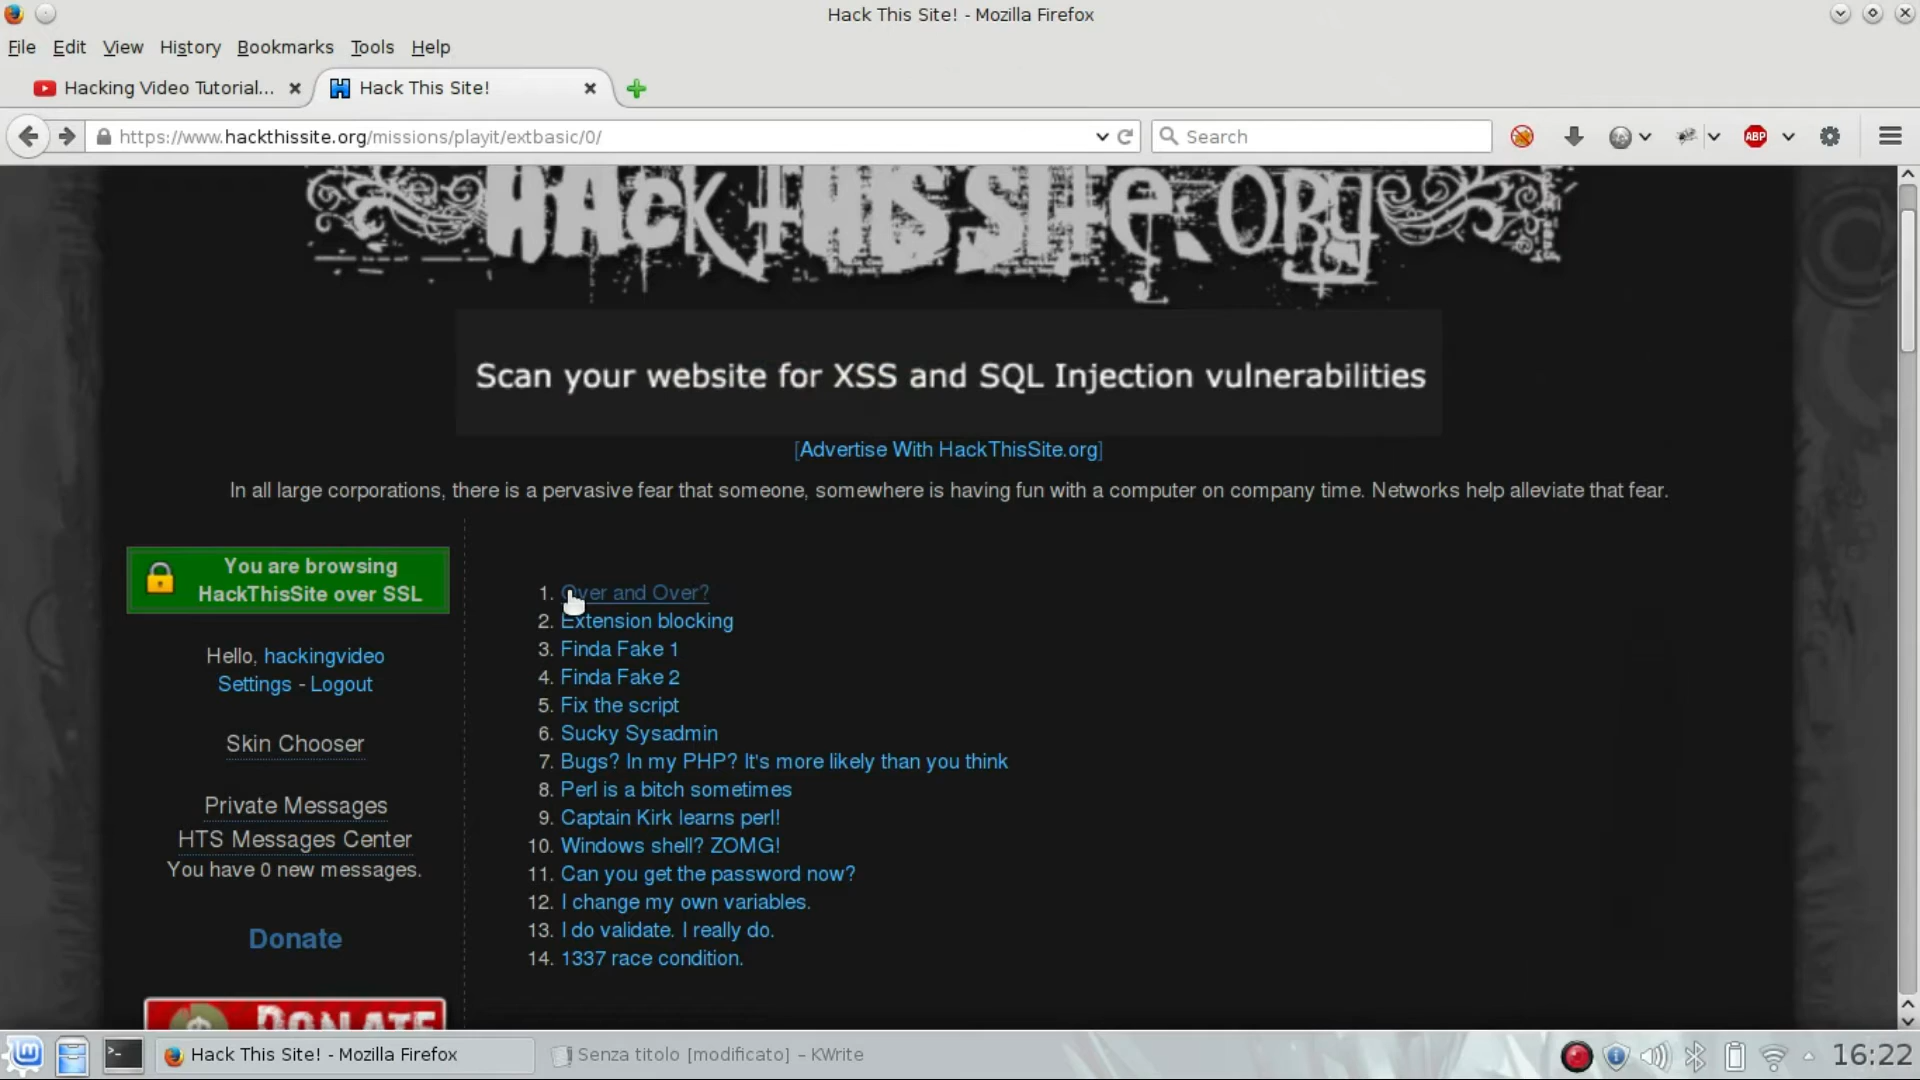 Hack This Site! - Mozilla Firefox
File Edit View History Bookmarks Tools Help
Hacking Video Tutorial... Hack This Site!
https://www.hackthissite.org/missions/playit/extbasic/0/ Search ABP
HACKTHISSITE.ORG
Scan your website for XSS and SQL Injection vulnerabilities
[Advertise With HackThisSite.org]
In all large corporations, there is a pervasive fear that someone, somewhere is having fun with a computer on company time. Networks help alleviate that fear.
You are browsing
HackThisSite over SSL
Hello, hackingvideo
Settings - Logout
Skin Chooser
Private Messages
HTS Messages Center
You have 0 new messages.
Donate
DONATE
1. Over and Over?
2. Extension blocking
3. Finda Fake 1
4. Finda Fake 2
5. Fix the script
6. Sucky Sysadmin
7. Bugs? In my PHP? It's more likely than you think
8. Perl is a bitch sometimes
9. Captain Kirk learns perl!
10. Windows shell? ZOMG!
11. Can you get the password now?
12. I change my own variables.
13. I do validate. I really do.
14. 1337 race condition.
Hack This Site! - Mozilla Firefox Senza titolo [modificato] – KWrite 16:22